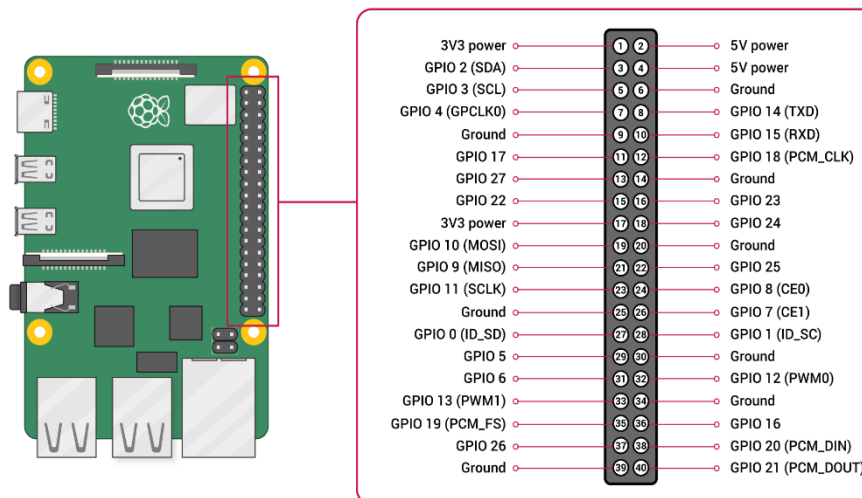 3V3 power 1 2 5V power
GPIO 2 (SDA) 3 4 5V power
GPIO 3 (SCL) 5 6 Ground
GPIO 4 (GPCLK0) 7 8 GPIO 14 (TXD)
Ground 9 10 GPIO 15 (RXD)
GPIO 17 11 12 GPIO 18 (PCM_CLK)
GPIO 27 13 14 Ground
GPIO 22 15 16 GPIO 23
3V3 power 17 18 GPIO 24
GPIO 10 (MOSI) 19 20 Ground
GPIO 9 (MISO) 21 22 GPIO 25
GPIO 11 (SCLK) 23 24 GPIO 8 (CE0)
Ground 25 26 GPIO 7 (CE1)
GPIO 0 (ID_SD) 27 28 GPIO 1 (ID_SC)
GPIO 5 29 30 Ground
GPIO 6 31 32 GPIO 12 (PWM0)
GPIO 13 (PWM1) 33 34 Ground
GPIO 19 (PCM_FS) 35 36 GPIO 16
GPIO 26 37 38 GPIO 20 (PCM_DIN)
Ground 39 40 GPIO 21 (PCM_DOUT)